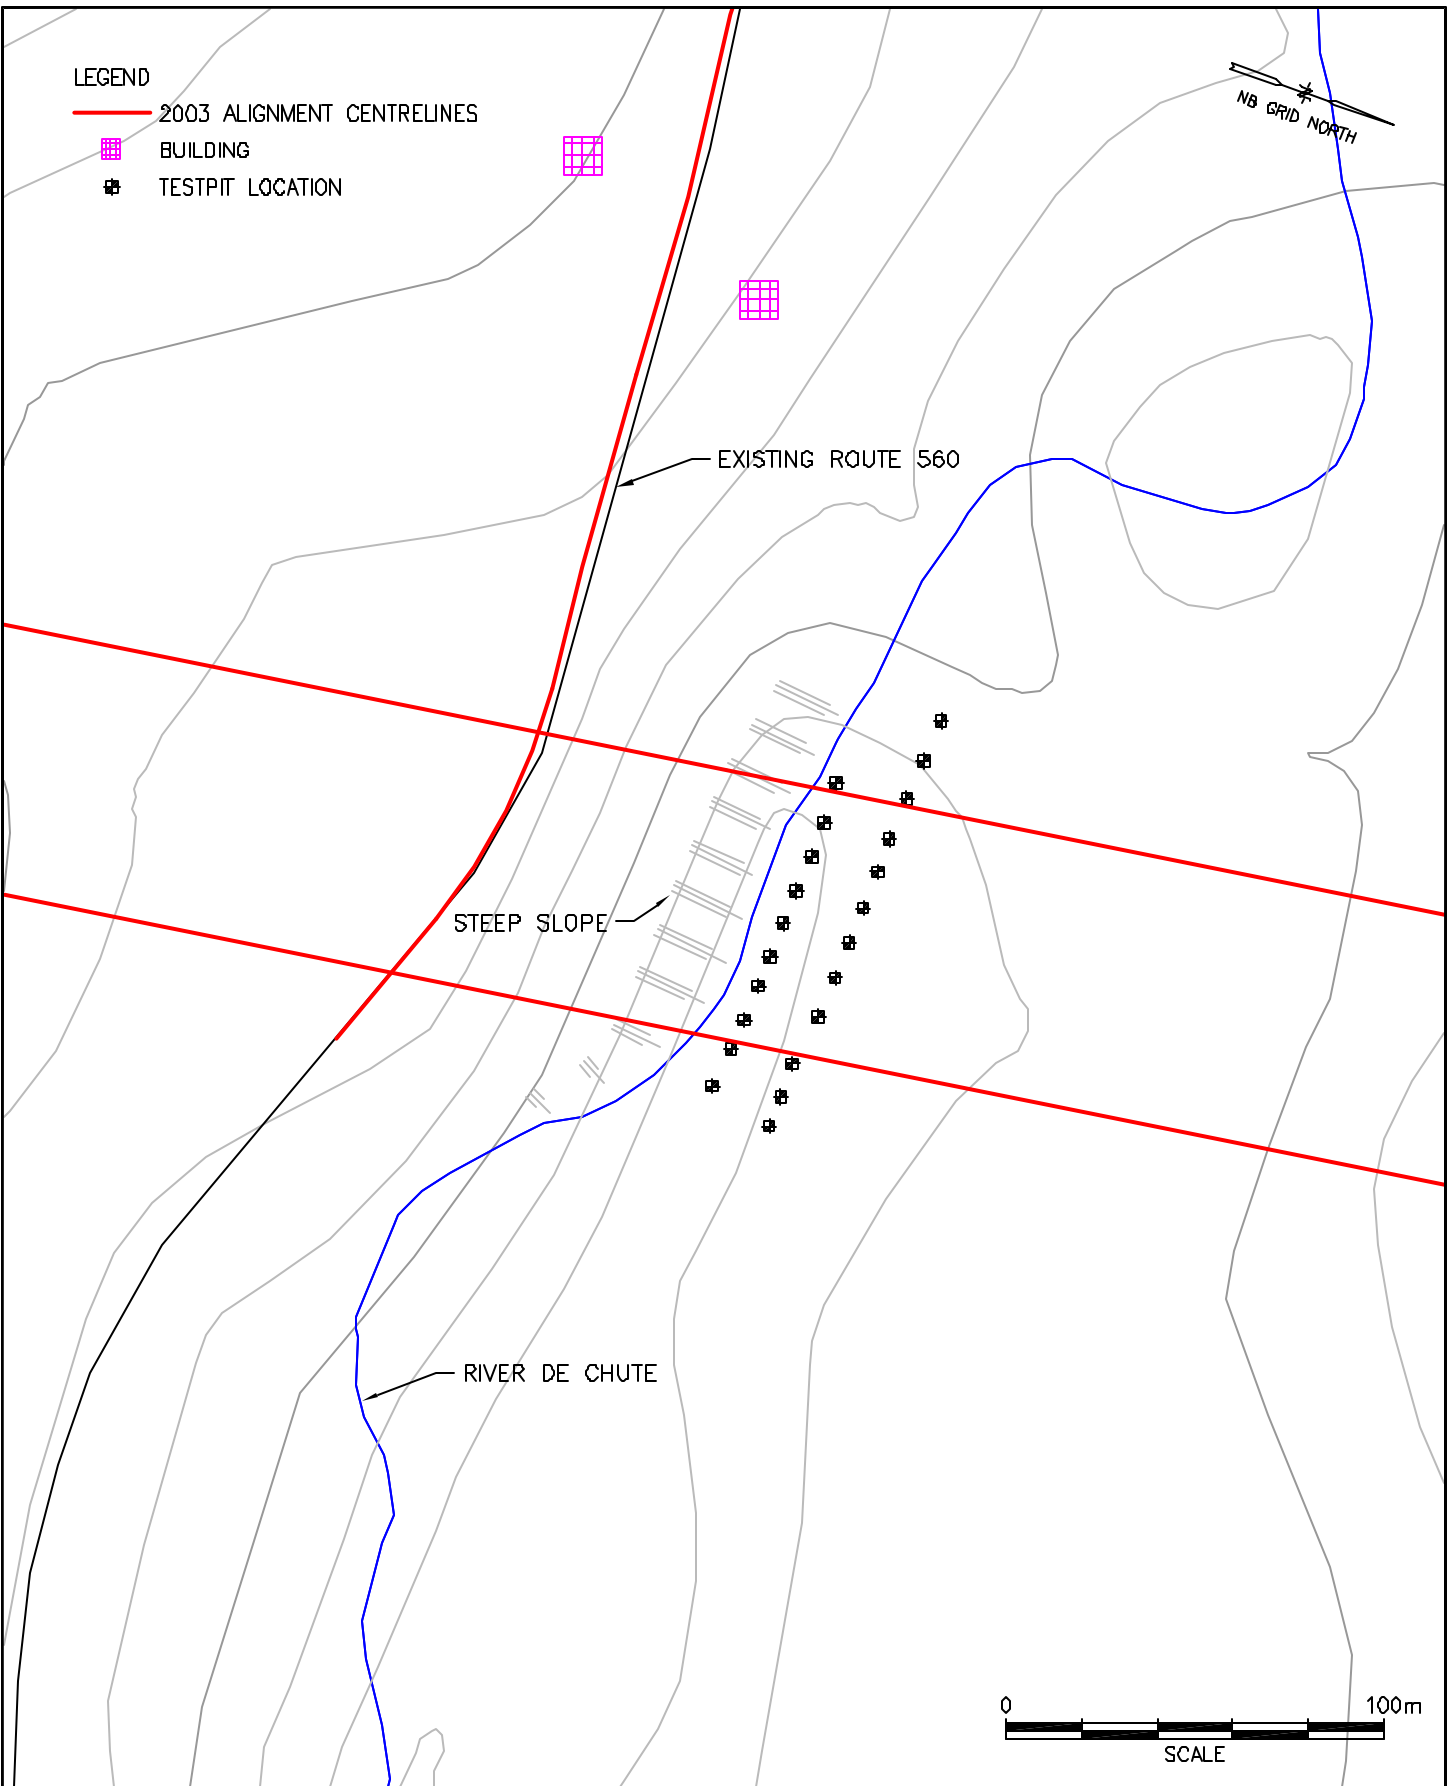 LEGEND
2003 ALIGNMENT CENTRELINES
BUILDING
TESTPIT LOCATION
NB GRID NORTH
EXISTING ROUTE 560
STEEP SLOPE
RIVER DE CHUTE
0 100m
SCALE